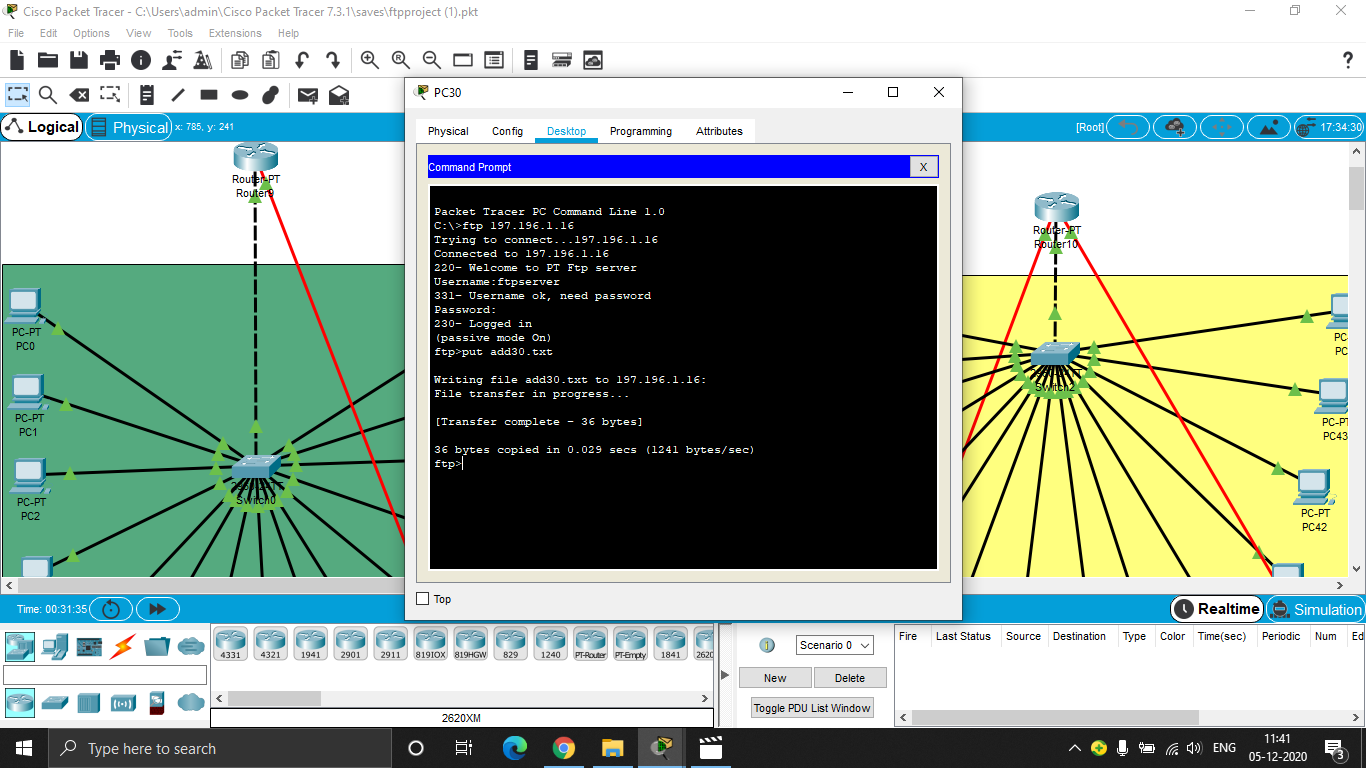 Cisco Packet Tracer - C:\Users\admin\Cisco Packet Tracer 7.3.1\saves\ftpproject (1).pkt
File Edit Options View Tools Extensions Help
Logical Physical x: 785, y: 241
[Root] 17:34:30
Router-PT
Router9
PC-PT
PC0
PC-PT
PC1
PC-PT
PC2
Switch0
PC30
Physical Config Desktop Programming Attributes
Command Prompt X
Packet Tracer PC Command Line 1.0
C:\>ftp 197.196.1.16
Trying to connect...197.196.1.16
Connected to 197.196.1.16
220- Welcome to PT Ftp server
Username:ftpserver
331- Username ok, need password
Password:
230- Logged in
(passive mode On)
ftp>put add30.txt
Writing file add30.txt to 197.196.1.16:
File transfer in progress...
[Transfer complete - 36 bytes]
36 bytes copied in 0.029 secs (1241 bytes/sec)
ftp>
Top
Router-PT
Router10
Switch2
PC-PT
PC43
PC-PT
PC42
Time: 00:31:35
Realtime Simulation
4331 4321 1941 2901 2911 819IOX 819HGW 829 1240 PT-Router PT-Empty 1841 2620
2620XM
Scenario 0
New Delete
Toggle PDU List Window
Fire Last Status Source Destination Type Color Time(sec) Periodic Num Ed
Type here to search
ENG
11:41
05-12-2020
3